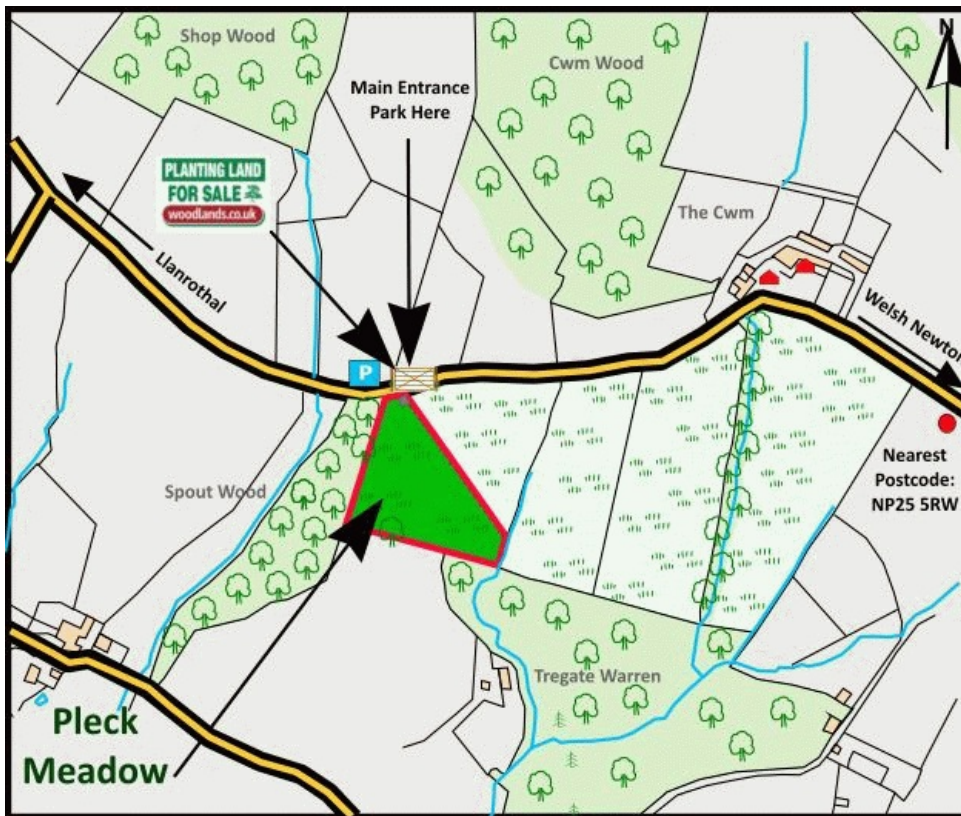 Shop Wood
Cwm Wood
N
Main Entrance
Park Here
PLANTING LAND
FOR SALE
woodlands.co.uk
The Cwm
Llanrothal
Welsh Newton
P
Nearest
Postcode:
NP25 5RW
Spout Wood
Tregate Warren
Pleck
Meadow